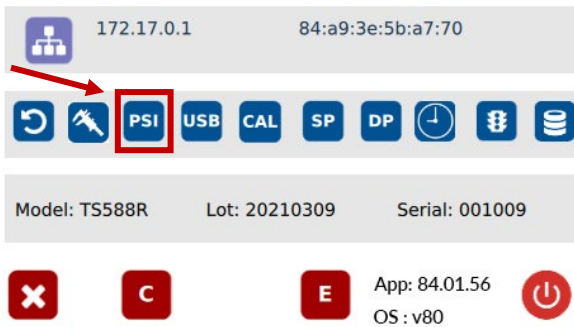 172.17.0.1 84:a9:3e:5b:a7:70
PSI USB CAL SP DP
Model: TS588R Lot: 20210309 Serial: 001009
C E App: 84.01.56
OS : v80